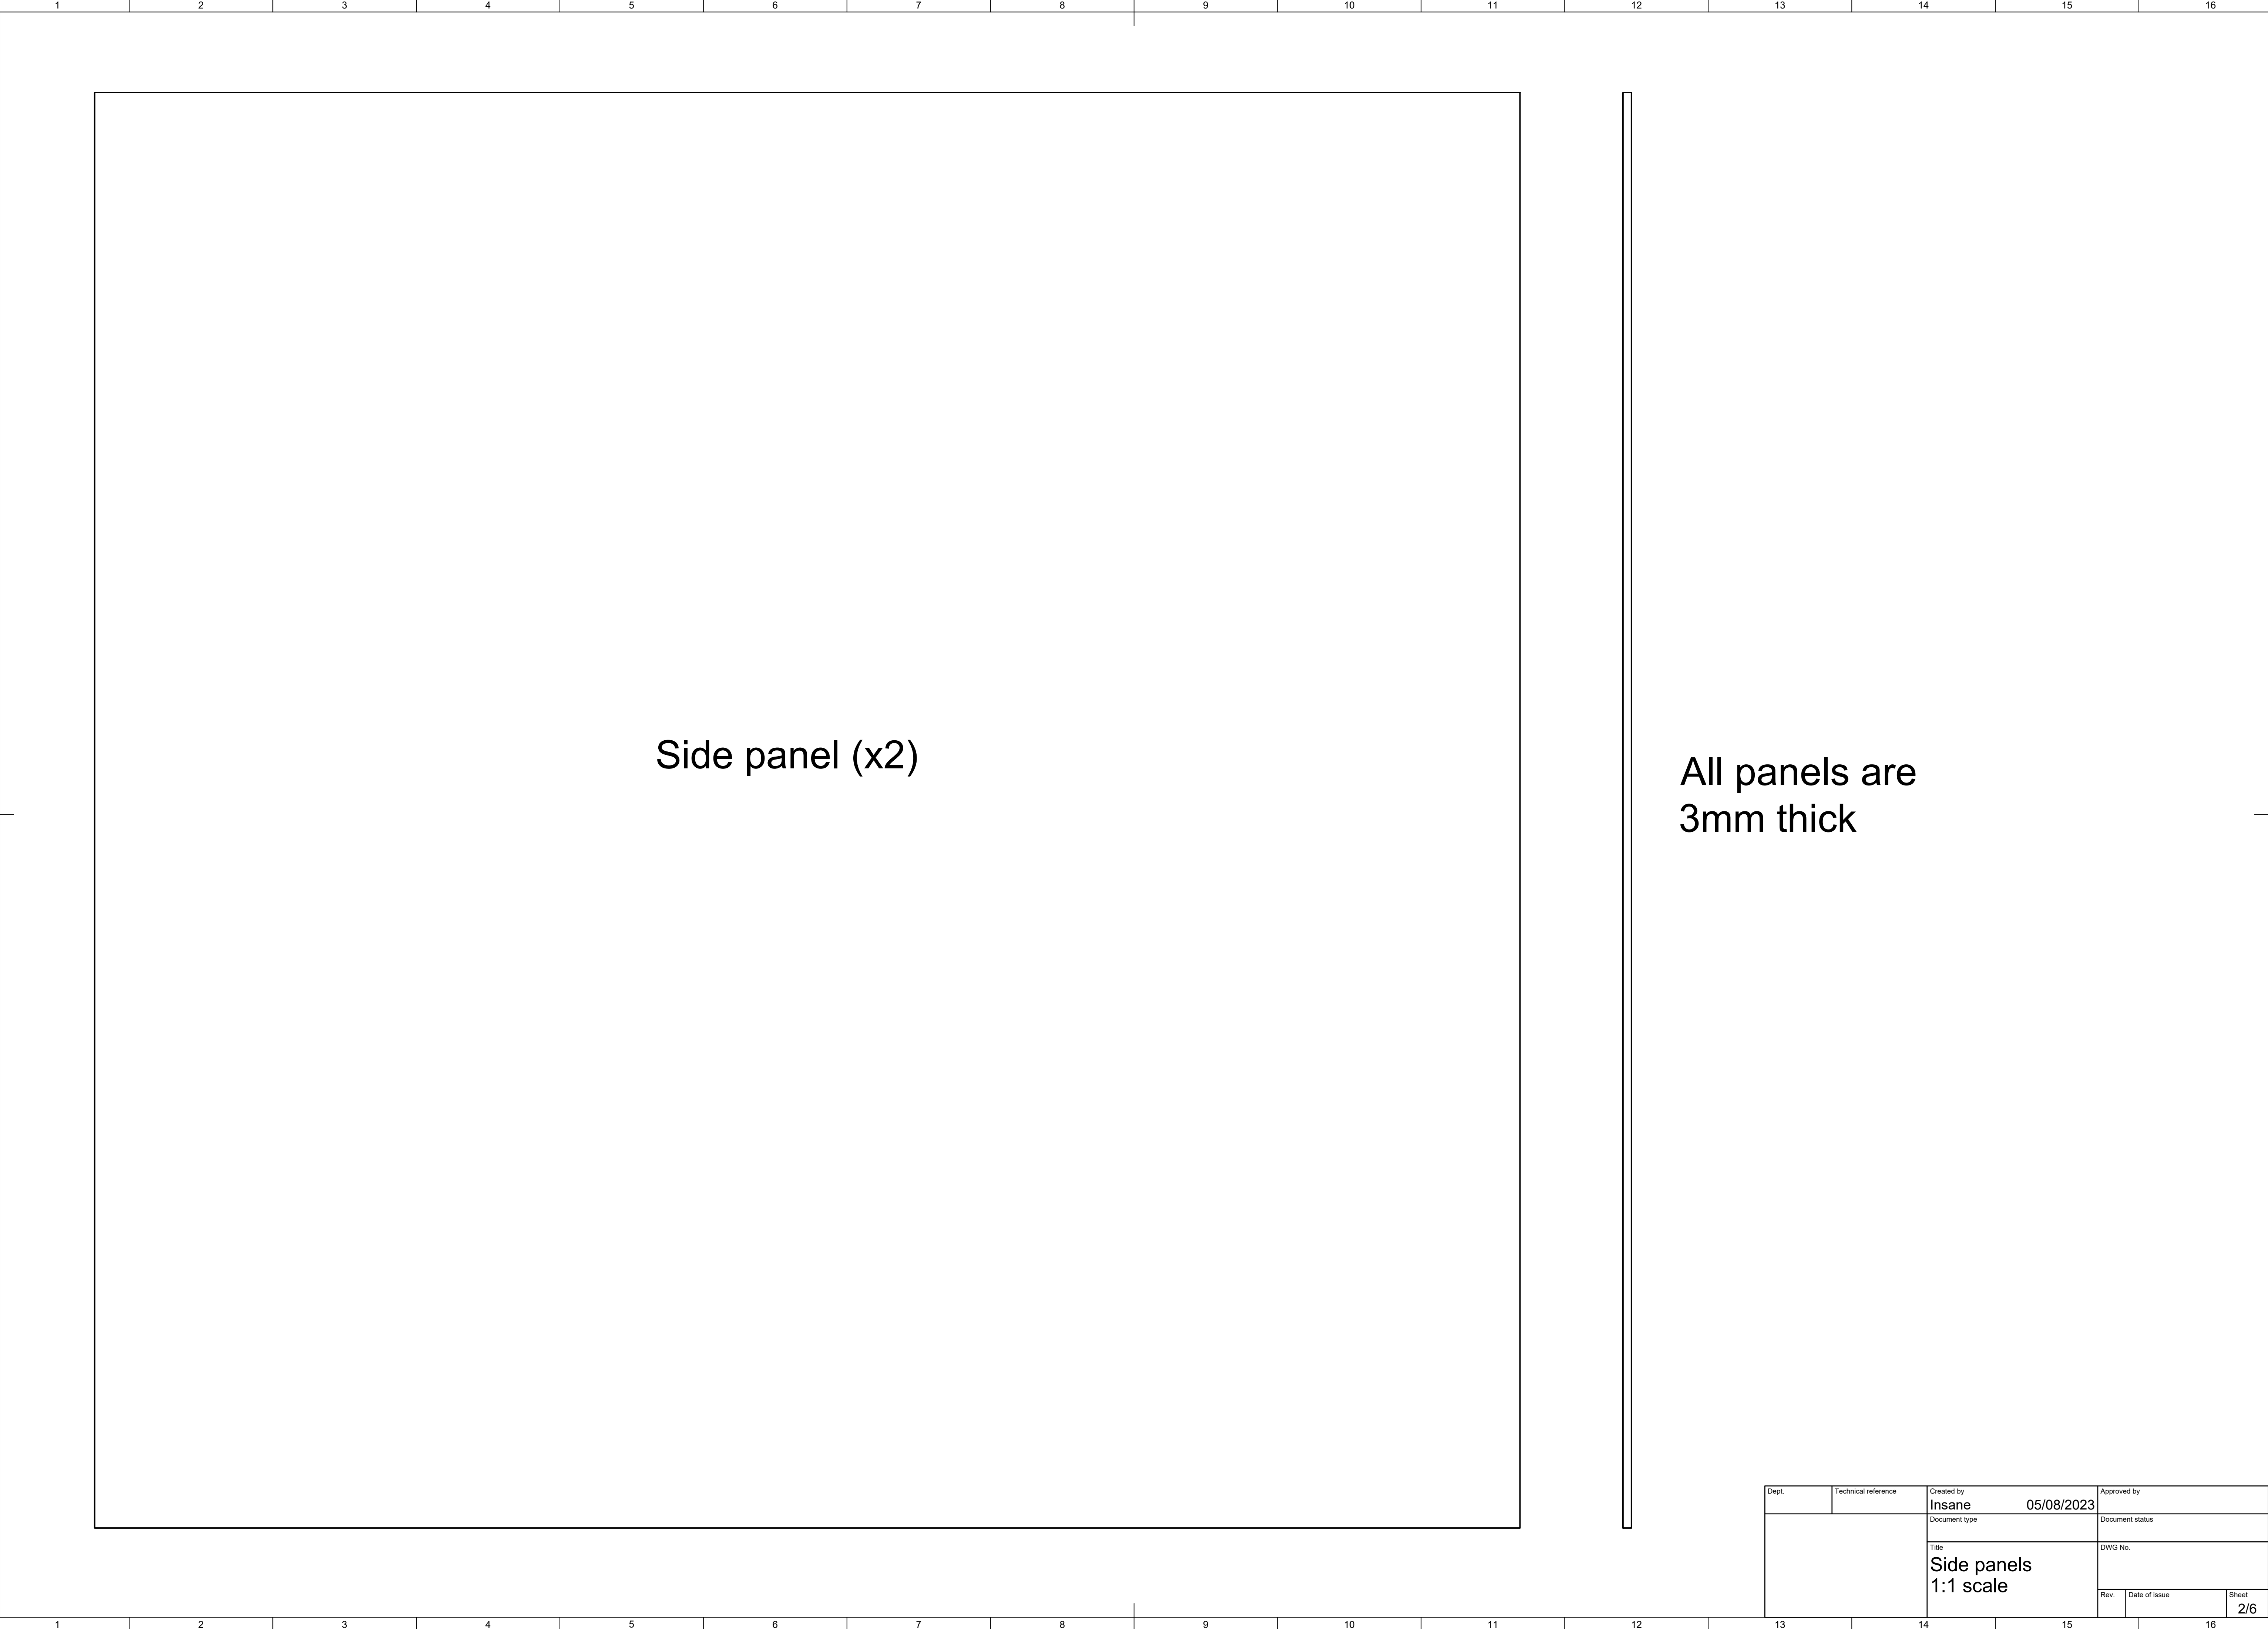 1 2 3 4 5 6 7 8 9 10 11 12 13 14 15 16
Side panel (x2)
All panels are
3mm thick
Dept. Technical reference Created by Approved by
Insane 05/08/2023
Document type Document status
Title DWG No.
Side panels
1:1 scale
Rev. Date of issue Sheet
2/6
1 2 3 4 5 6 7 8 9 10 11 12 13 14 15 16